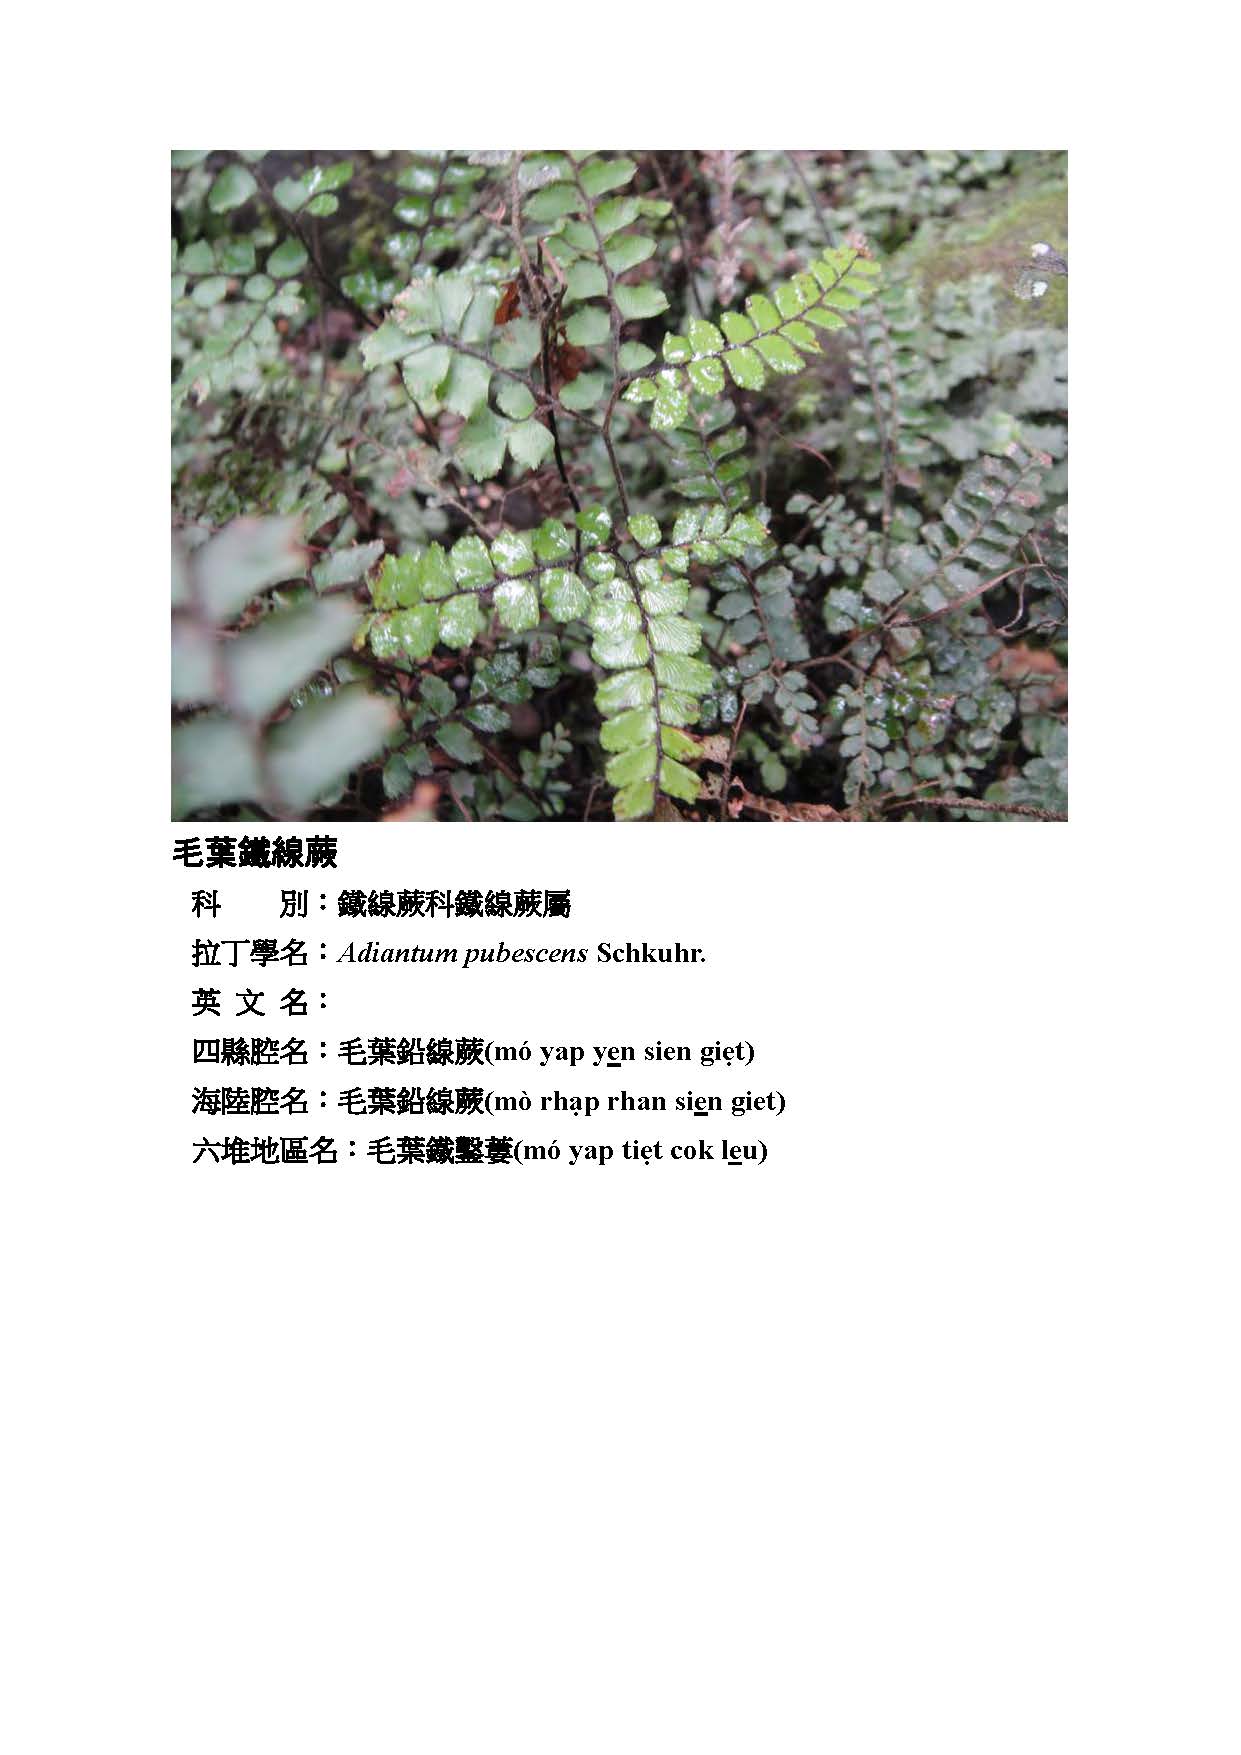 毛葉鐵線蕨
科　　別：鐵線蕨科鐵線蕨屬
拉丁學名：Adiantum pubescens Schkuhr.
英 文 名：
四縣腔名：毛葉鉛線蕨(mó yap yen sien giẹt)
海陸腔名：毛葉鉛線蕨(mò rhạp rhan sien giet)
六堆地區名：毛葉鐵鑿蔞(mó yap tiẹt cok leu)